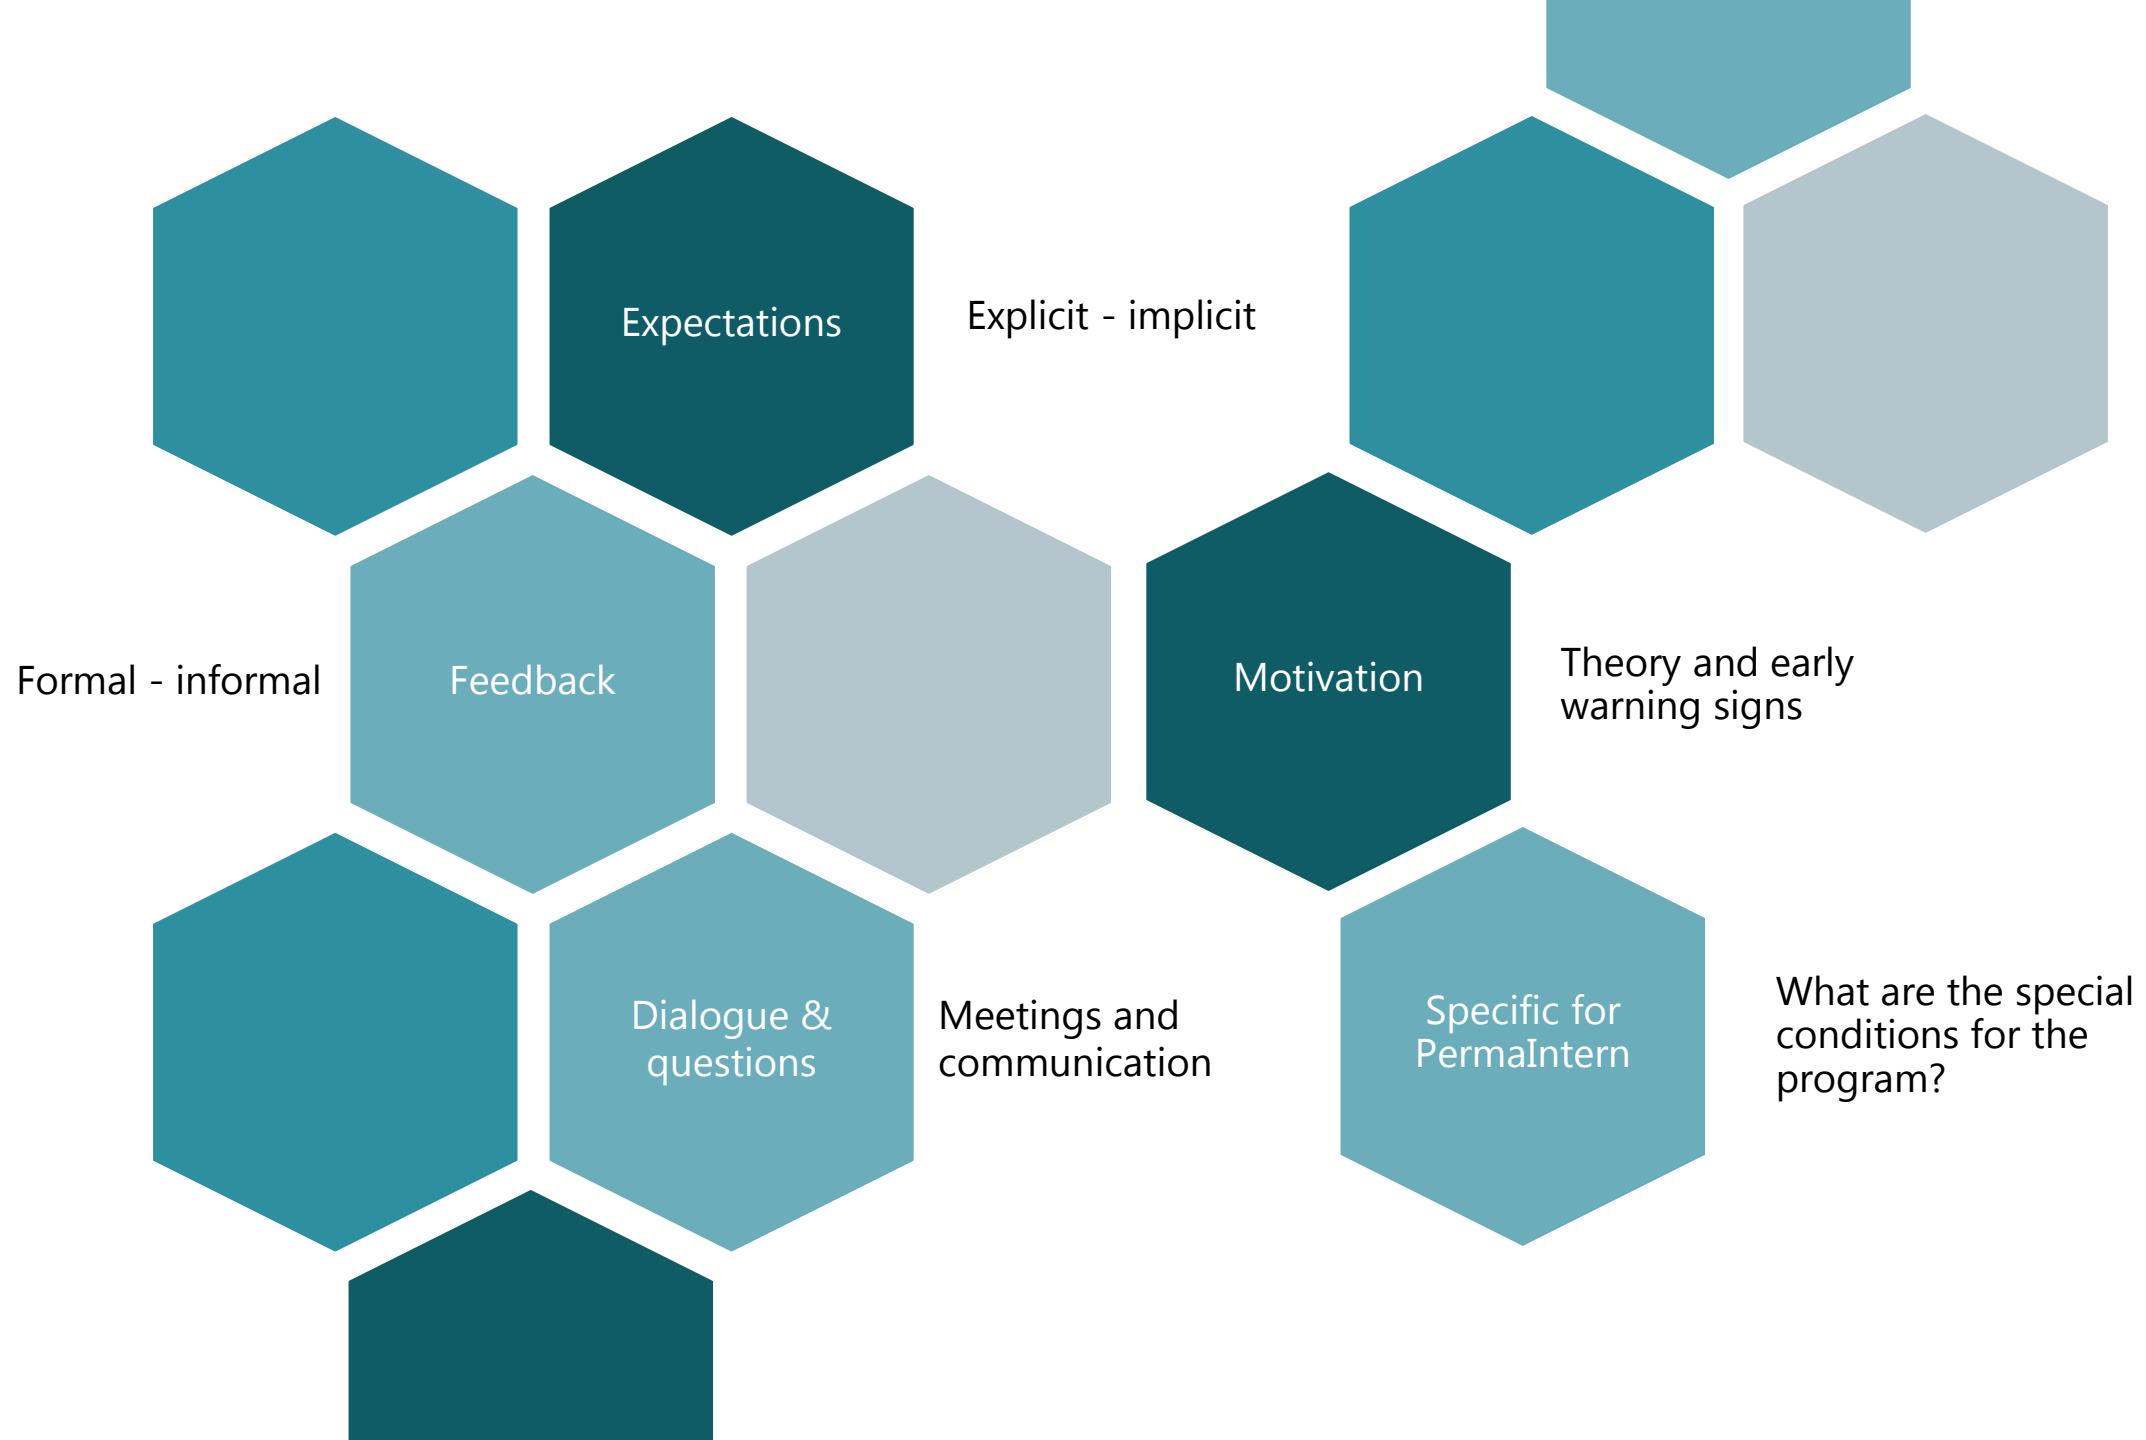 Expectations
Explicit - implicit
Formal - informal
Feedback
Motivation
Theory and early
warning signs
Dialogue &
questions
Meetings and
communication
Specific for
PermaIntern
What are the special
conditions for the
program?